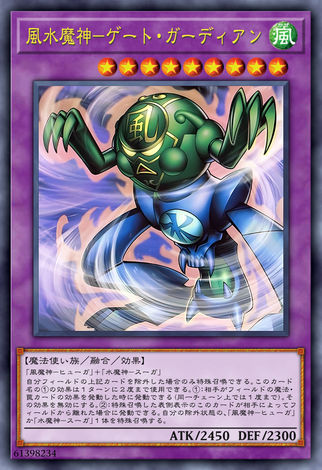 風水魔神-ゲート・ガーディアン
風
【魔法使い族/融合/効果】
「風魔神-ヒューガ」+「水魔神-スーガ」
自分フィールドの上記カードを除外した場合のみ特殊召喚できる。このカード
名の①の効果は1ターンに2度まで使用できる。①:相手がフィールドの魔法・
罠カードの効果を発動した時に発動できる(同一チェーン上では1度まで)。そ
の効果を無効にする。②:特殊召喚した表側表示のこのカードが相手によってフ
ィールドから離れた場合に発動できる。自分の除外状態の、「風魔神-ヒューガ」
か「水魔神-スーガ」1体を特殊召喚する。
ATK/2450 DEF/2300
61398234